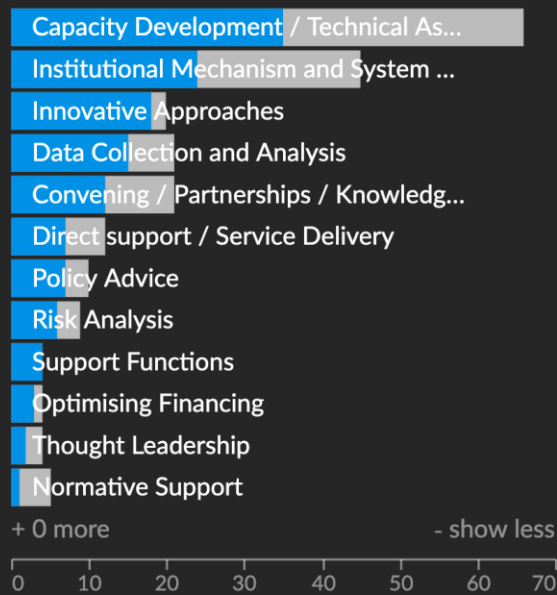 Capacity Development / Technical As...
Institutional Mechanism and System ...
Innovative Approaches
Data Collection and Analysis
Convening / Partnerships / Knowledg...
Direct support / Service Delivery
Policy Advice
Risk Analysis
Support Functions
Optimising Financing
Thought Leadership
Normative Support
+ 0 more - show less
0 10 20 30 40 50 60 70